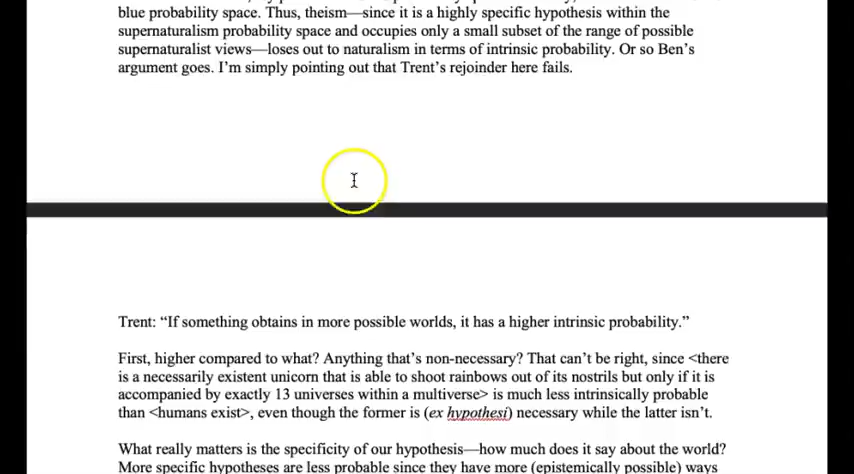 blue probability space. Thus, theism—since it is a highly specific hypothesis within the
supernaturalism probability space and occupies only a small subset of the range of possible
supernaturalist views—loses out to naturalism in terms of intrinsic probability. Or so Ben’s
argument goes. I’m simply pointing out that Trent’s rejoinder here fails.
Trent: “If something obtains in more possible worlds, it has a higher intrinsic probability.”
First, higher compared to what? Anything that’s non-necessary? That can’t be right, since <there
is a necessarily existent unicorn that is able to shoot rainbows out of its nostrils but only if it is
accompanied by exactly 13 universes within a multiverse> is much less intrinsically probable
than <humans exist>, even though the former is (ex hypothesi) necessary while the latter isn’t.
What really matters is the specificity of our hypothesis—how much does it say about the world?
More specific hypotheses are less probable since they have more (epistemically possible) ways